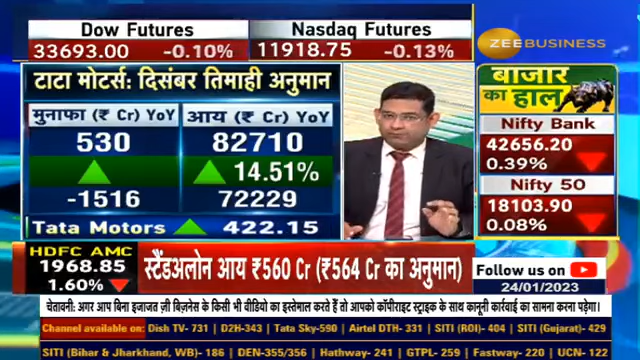 Dow Futures
33693.00 -0.10%
Nasdaq Futures
11918.75 -0.13%
ZEE BUSINESS
टाटा मोटर्स: दिसंबर तिमाही अनुमान
मुनाफा (₹ Cr) YoY
आय (₹ Cr) YoY
530
82710
14.51%
-1516
72229
Tata Motors 422.15
बाजार
का हाल
Nifty Bank
42656.20
0.39%
Nifty 50
18103.90
0.08%
HDFC AMC
1968.85
1.60%
स्टैंडअलोन आय ₹560 Cr (₹564 Cr का अनुमान)
Follow us on
24/01/2023
चेतावनी: अगर आप बिना इजाजत ज़ी बिज़नेस के किसी भी वीडियो का इस्तेमाल करते हैं तो आपको कॉपीराइट स्ट्राइक के साथ कानूनी कार्रवाई का सामना करना पड़ेगा।
Channel available on: Dish TV- 731 | D2H-343 | Tata Sky-590 | Airtel DTH- 331 | SITI (ROI)- 404 | SITI (Gujarat)- 429
SITI (Bihar & Jharkhand, WB)- 186 | DEN-355/356 | Hathway- 241 | GTPL- 259 | Fastway- 220 | UCN- 122